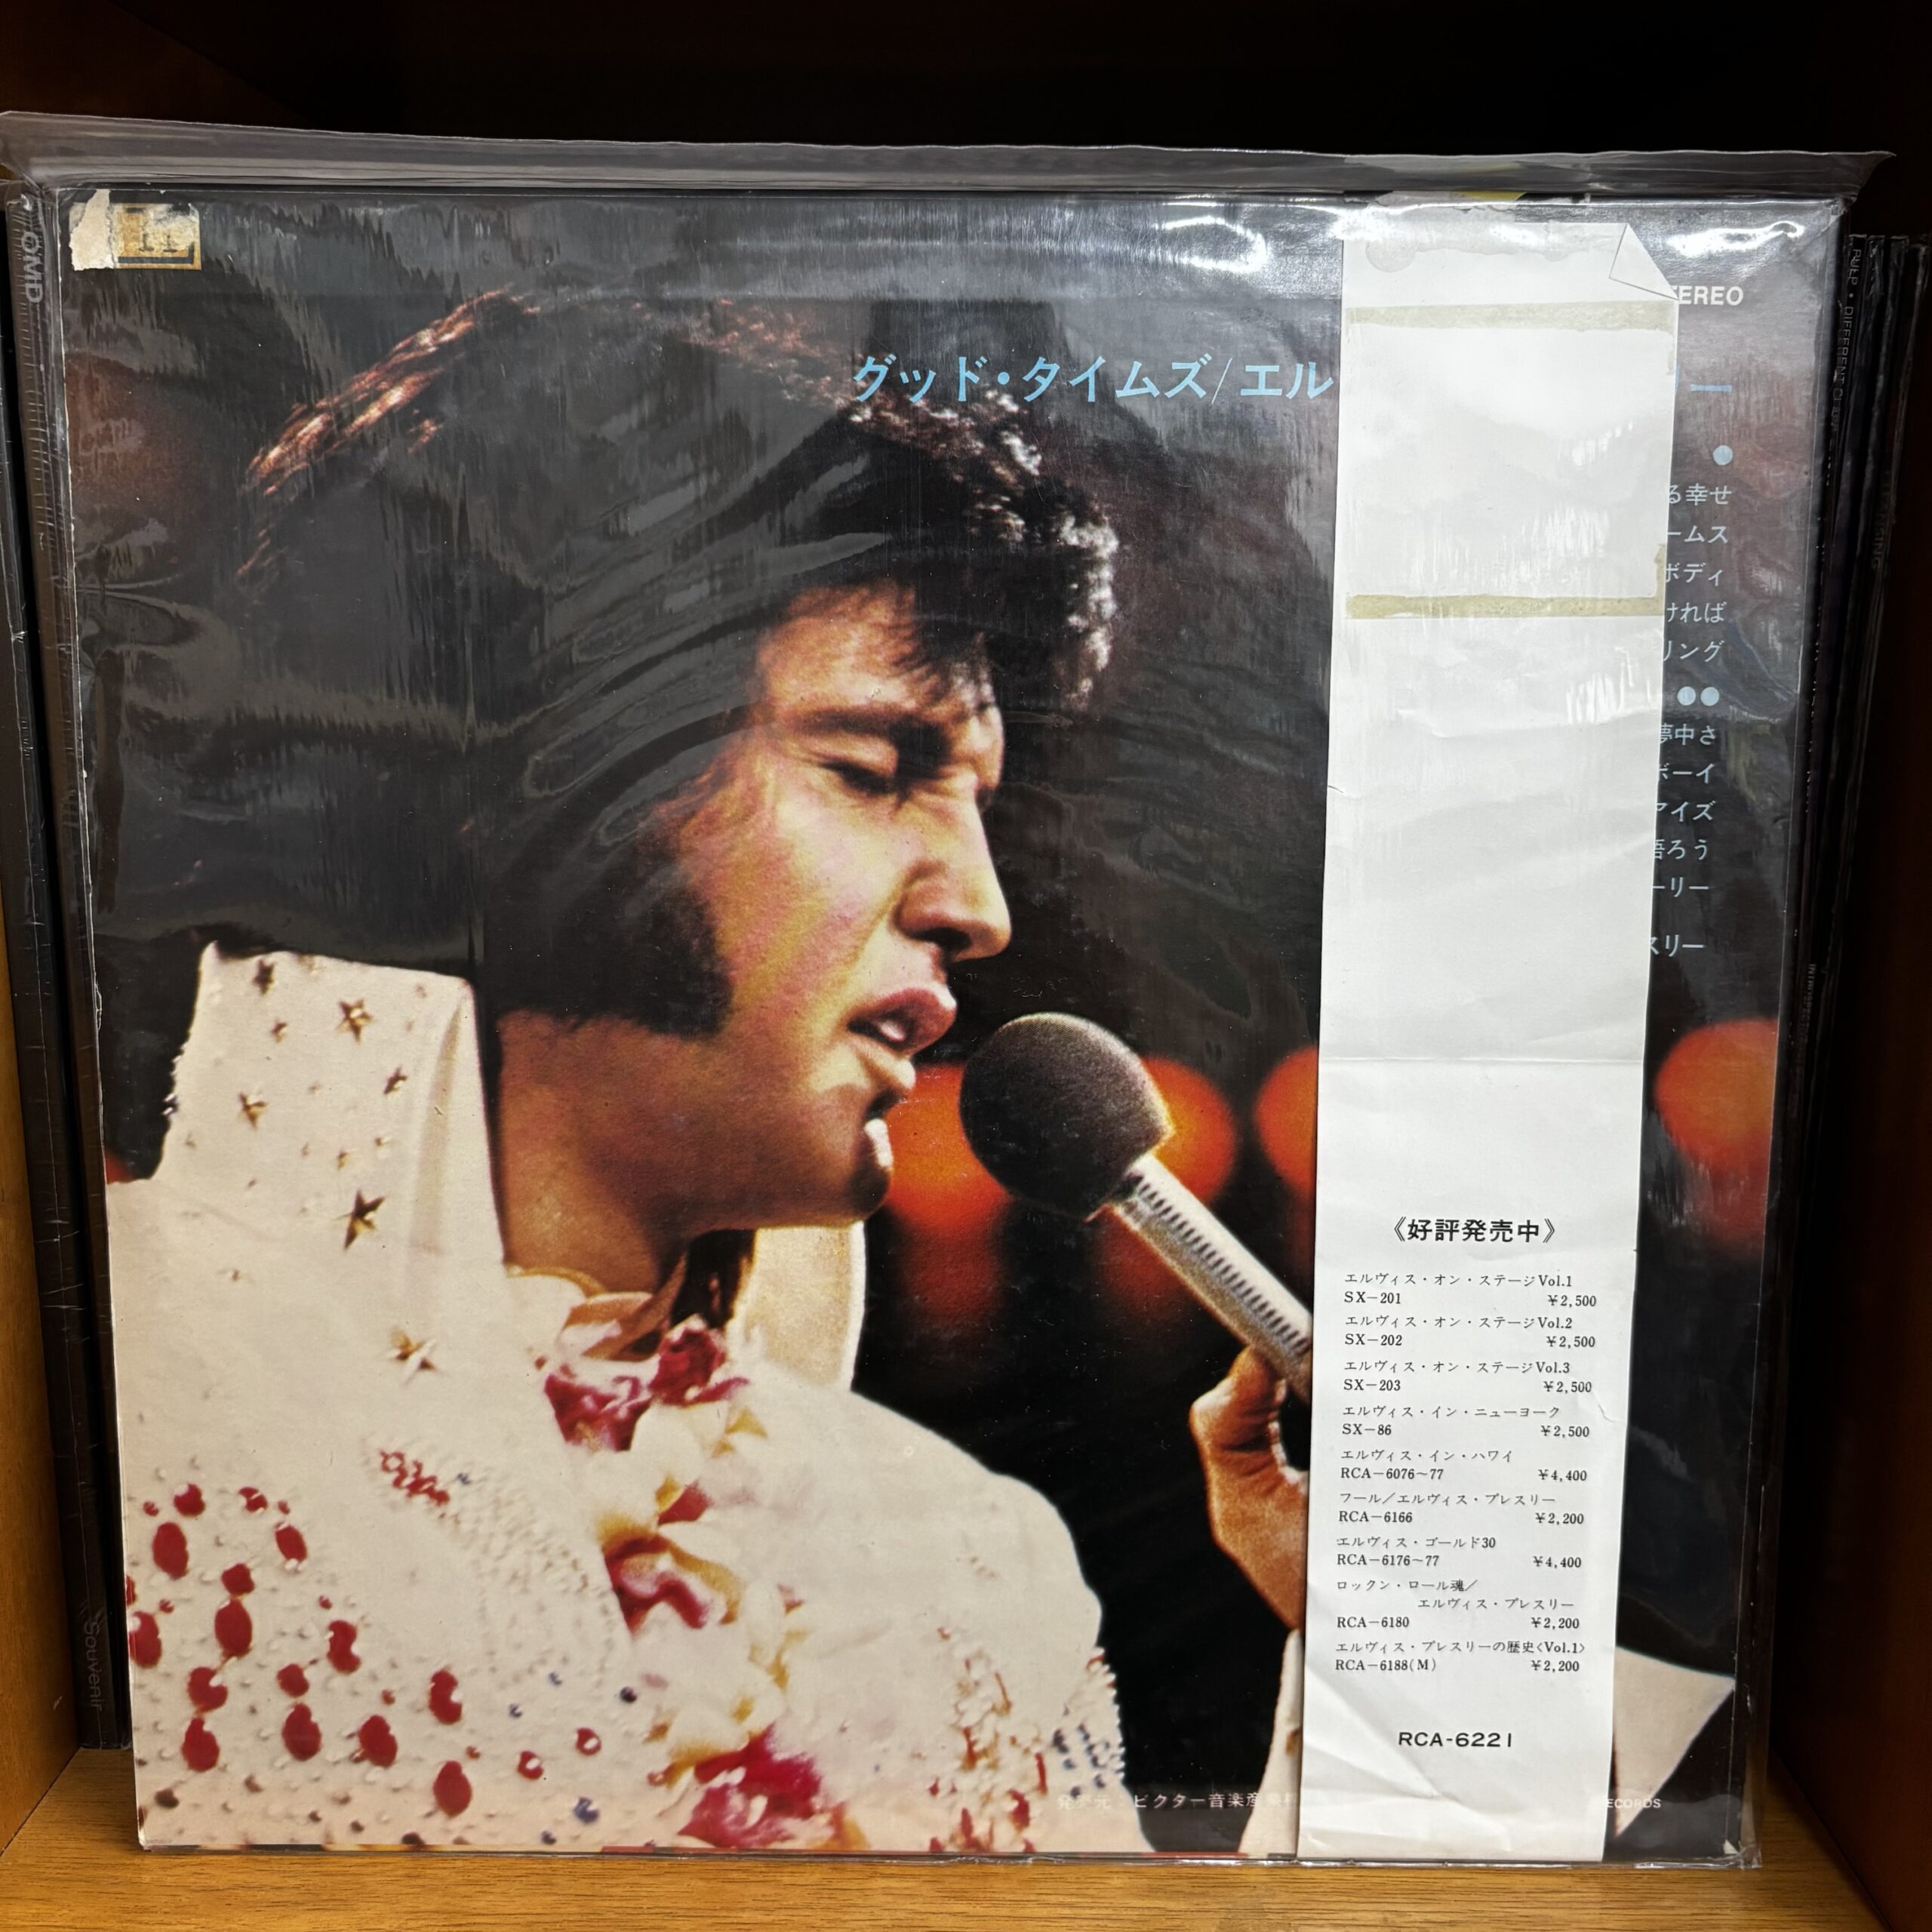 OMD
11
STEREO
グッド・タイムズ/エル
リー
●
る幸せ
ームス
ボディ
ければ
リング
●●
夢中さ
ボーイ
アイズ
語ろう
ーリー
スリー
《好評発売中》
エルヴィス・オン・ステージVol.1
SX-201 ¥2,500
エルヴィス・オン・ステージVol.2
SX-202 ¥2,500
エルヴィス・オン・ステージVol.3
SX-203 ¥2,500
エルヴィス・イン・ニューヨーク
SX-86 ¥2,500
エルヴィス・イン・ハワイ
RCA-6076~77 ¥4,400
フール/エルヴィス・プレスリー
RCA-6166 ¥2,200
エルヴィス・ゴールド30
RCA-6176~77 ¥4,400
ロックン・ロール魂/
エルヴィス・プレスリー
RCA-6180 ¥2,200
エルヴィス・プレスリーの歴史<Vol.1>
RCA-6188(M) ¥2,200
RCA-6221
発売元:ビクター音楽産業株
ECORDS
Souvenir
PULP • DIFFERENT CLASS